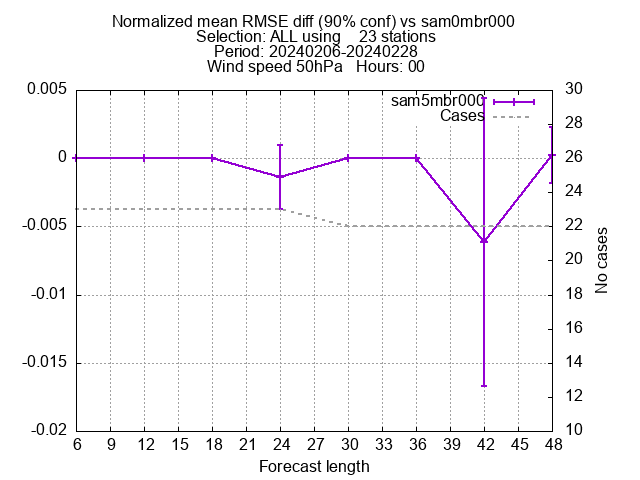 Normalized mean RMSE diff (90% conf) vs sam0mbr000
Selection: ALL using    23 stations
Period: 20240206-20240228
Wind speed 50hPa   Hours: 00
sam5mbr000
Cases
0.005
0
-0.005
-0.01
-0.015
-0.02
30
28
26
24
22
20
18
16
14
12
10
No cases
6 9 12 15 18 21 24 27 30 33 36 39 42 45 48
Forecast length